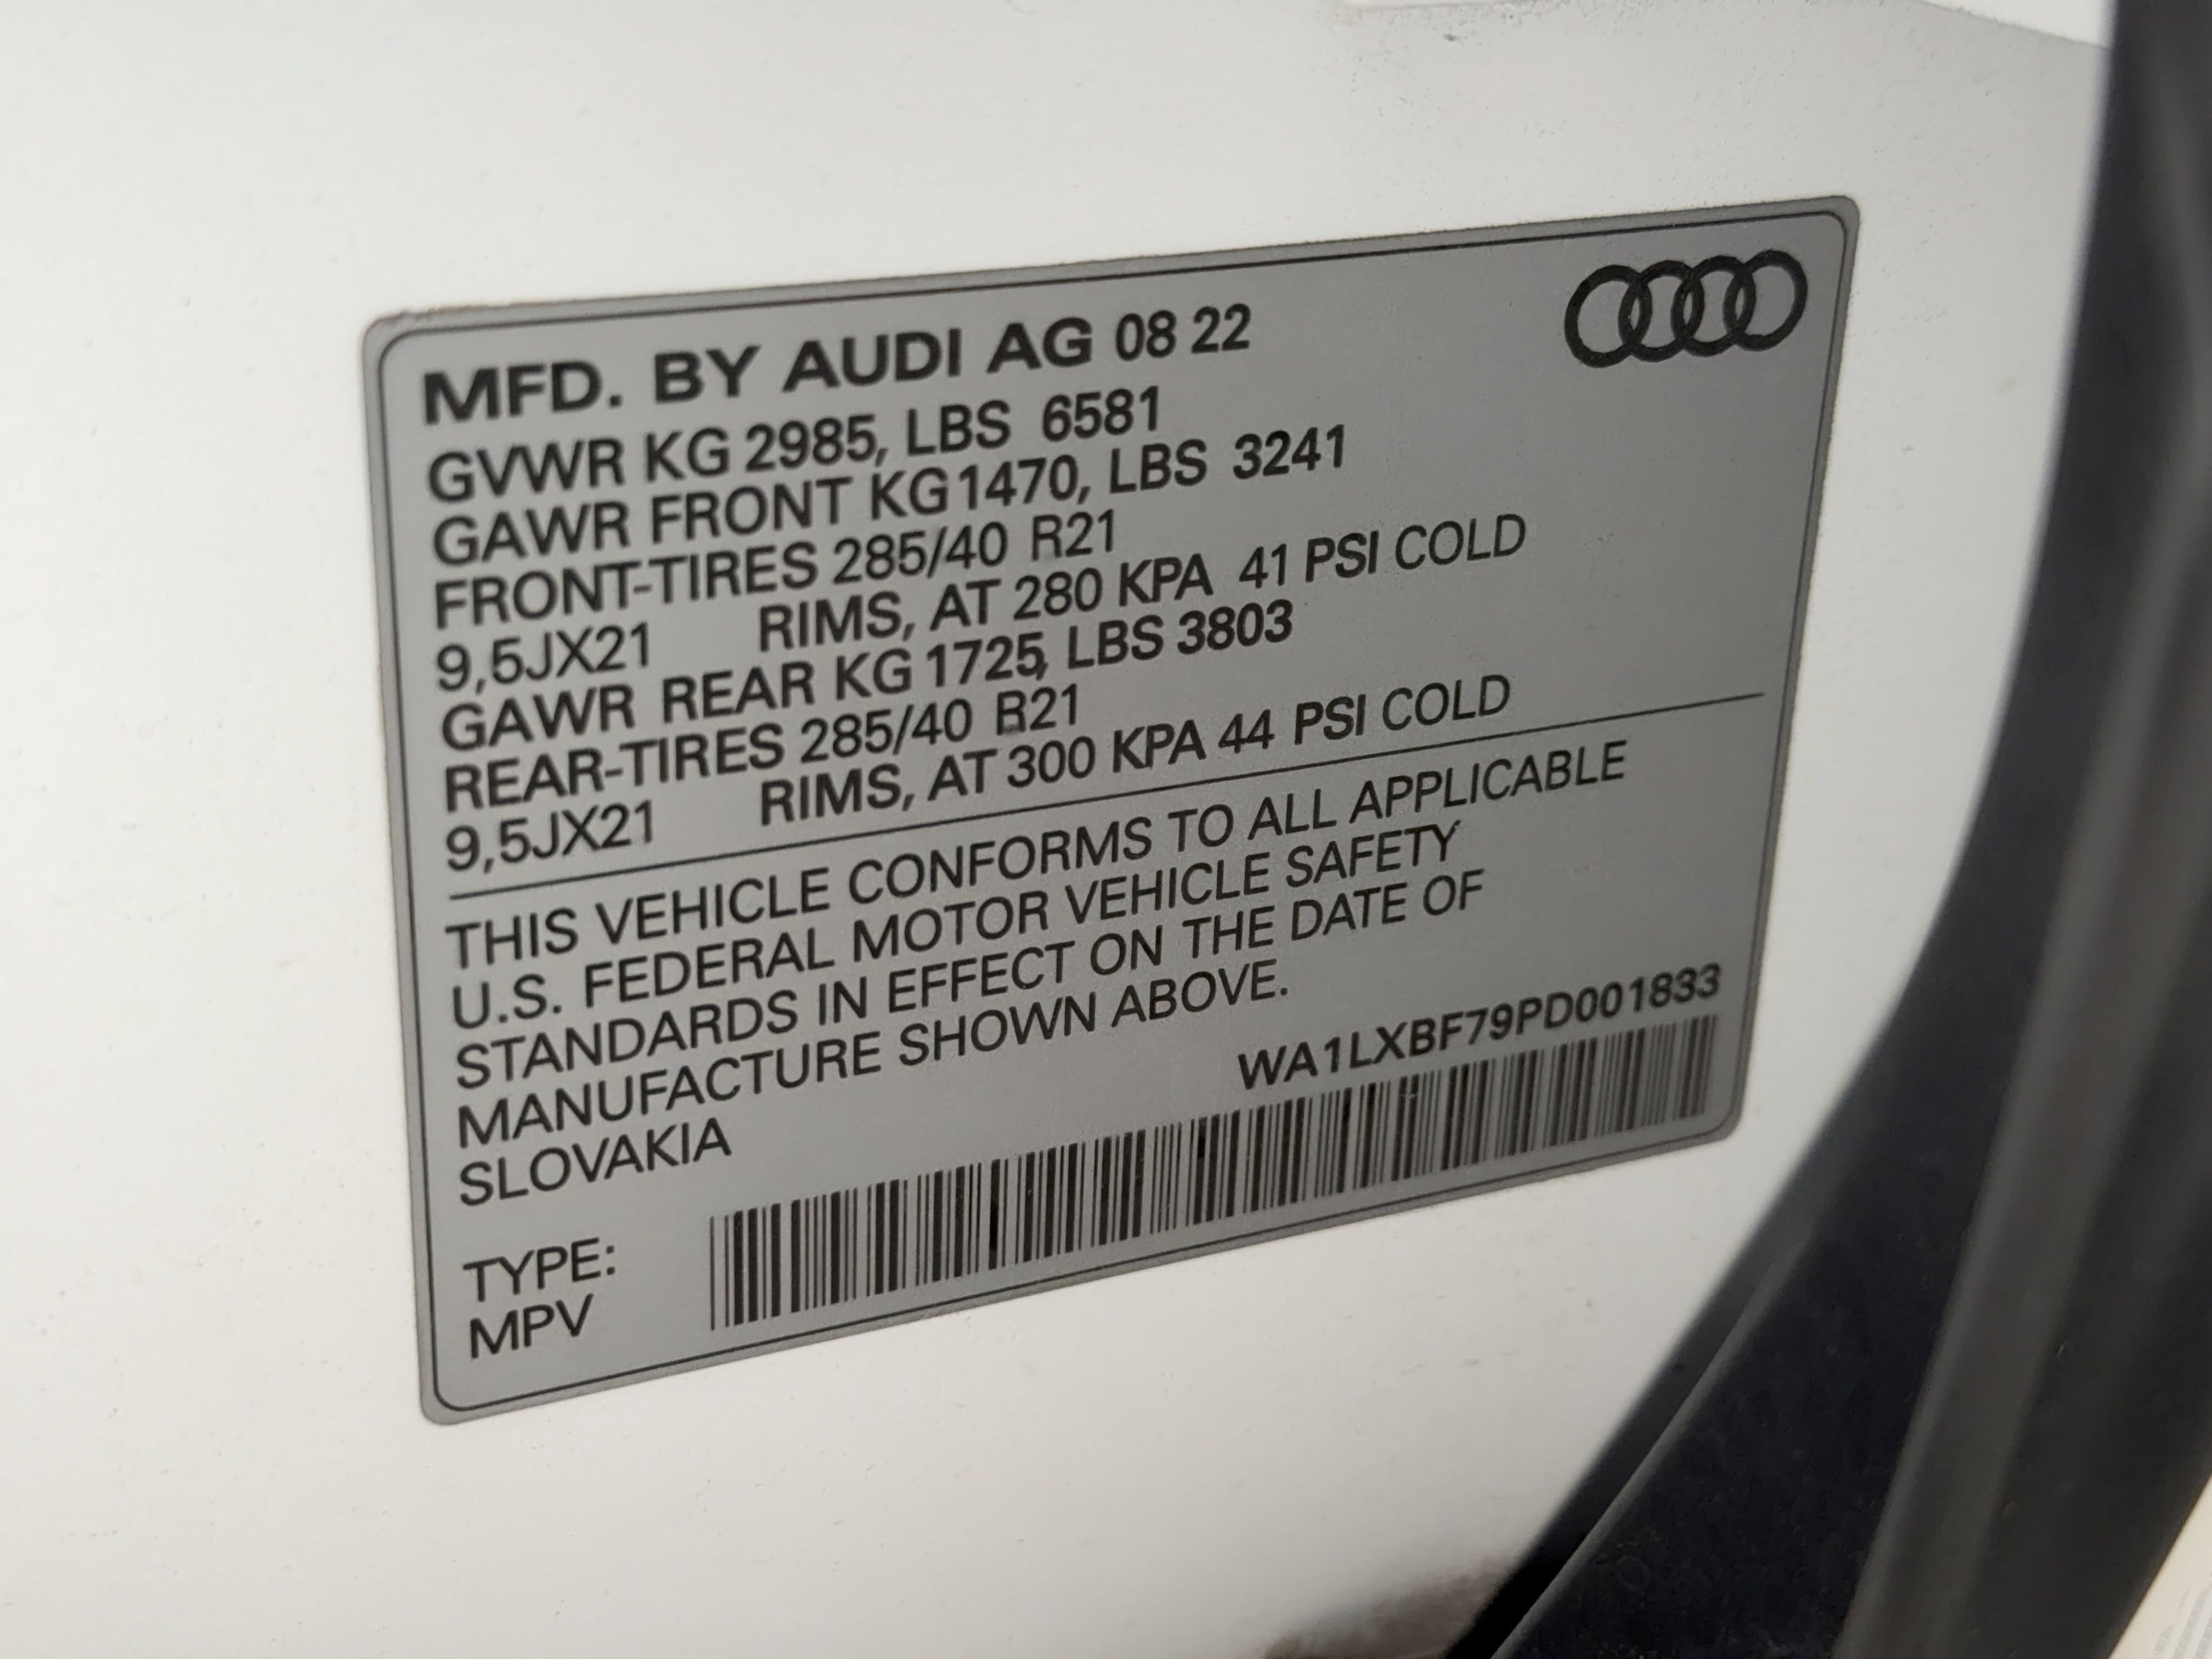 MFD. BY AUDI AG 08 22
GVWR KG 2985, LBS 6581
GAWR FRONT KG 1470, LBS 3241
FRONT-TIRES 285/40 R21
9,5JX21 RIMS, AT 280 KPA 41 PSI COLD
GAWR REAR KG 1725, LBS 3803
REAR-TIRES 285/40 R21
9,5JX21 RIMS, AT 300 KPA 44 PSI COLD
THIS VEHICLE CONFORMS TO ALL APPLICABLE
U.S. FEDERAL MOTOR VEHICLE SAFETY
STANDARDS IN EFFECT ON THE DATE OF
MANUFACTURE SHOWN ABOVE.
SLOVAKIA
WA1LXBF79PD001833
TYPE:
MPV